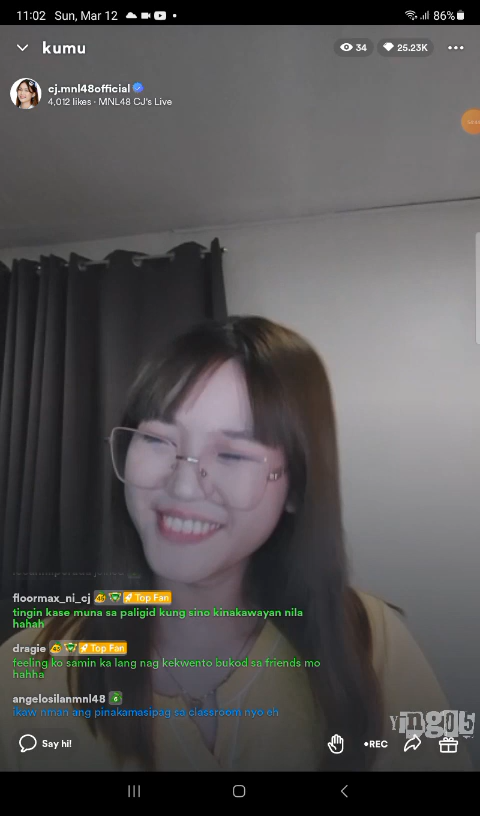 11:02 Sun, Mar 12 86%
kumu 34 25.23K
cj.mnl48official
4,012 likes · MNL48 CJ's Live
floormax_ni_cj Top Fan
tingin kase muna sa paligid kung sino kinakawayan nila
hahah
dragie Top Fan
feeling ko samin ka lang nag kekwento bukod sa friends mo
hahha
angelosilanmnl48 6
ikaw nman ang pinakamasipag sa classroom nyo eh
Say hi! •REC